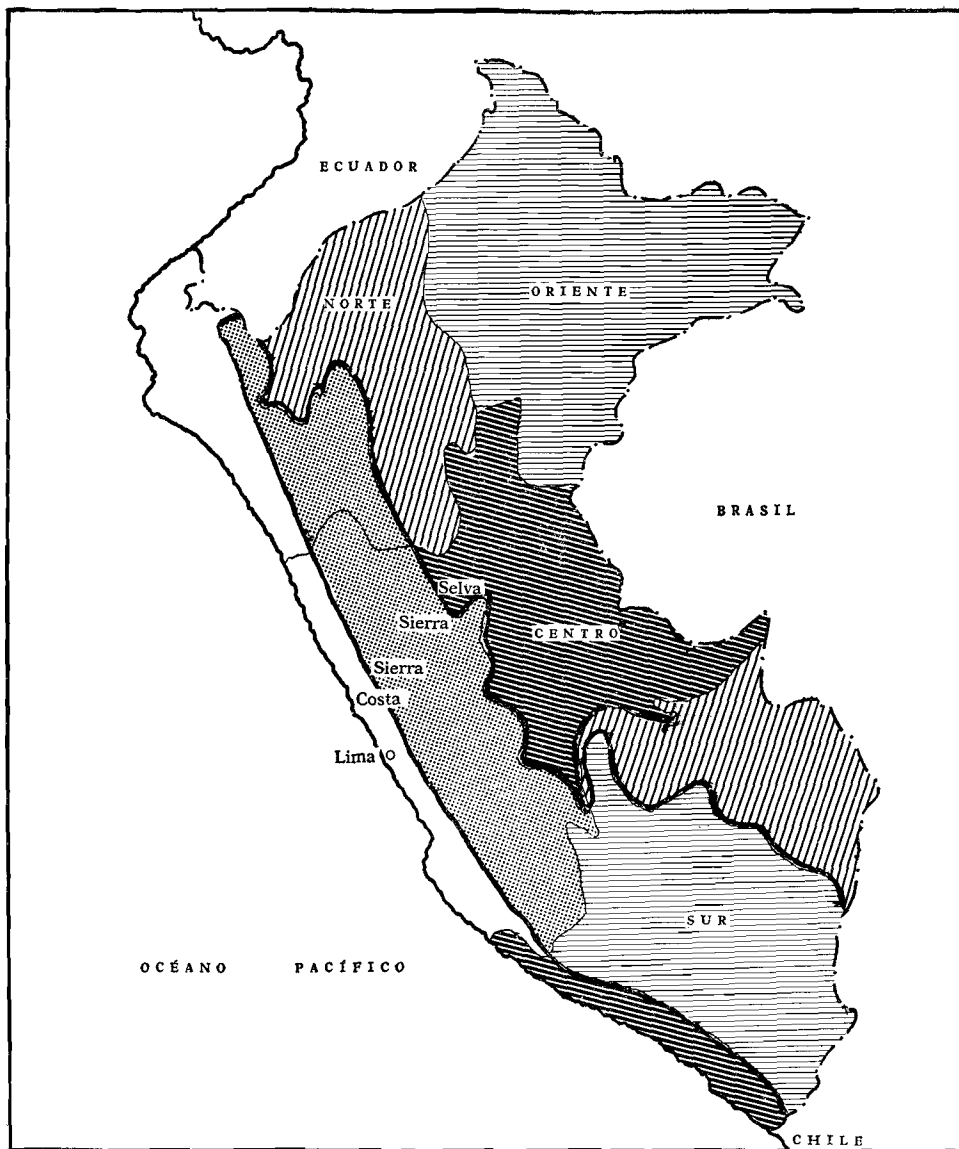 ECUADOR
NORTE
ORIENTE
BRASIL
Selva
Sierra
CENTRO
Sierra
Costa
Lima
SUR
OCÉANO PACÍFICO
CHILE